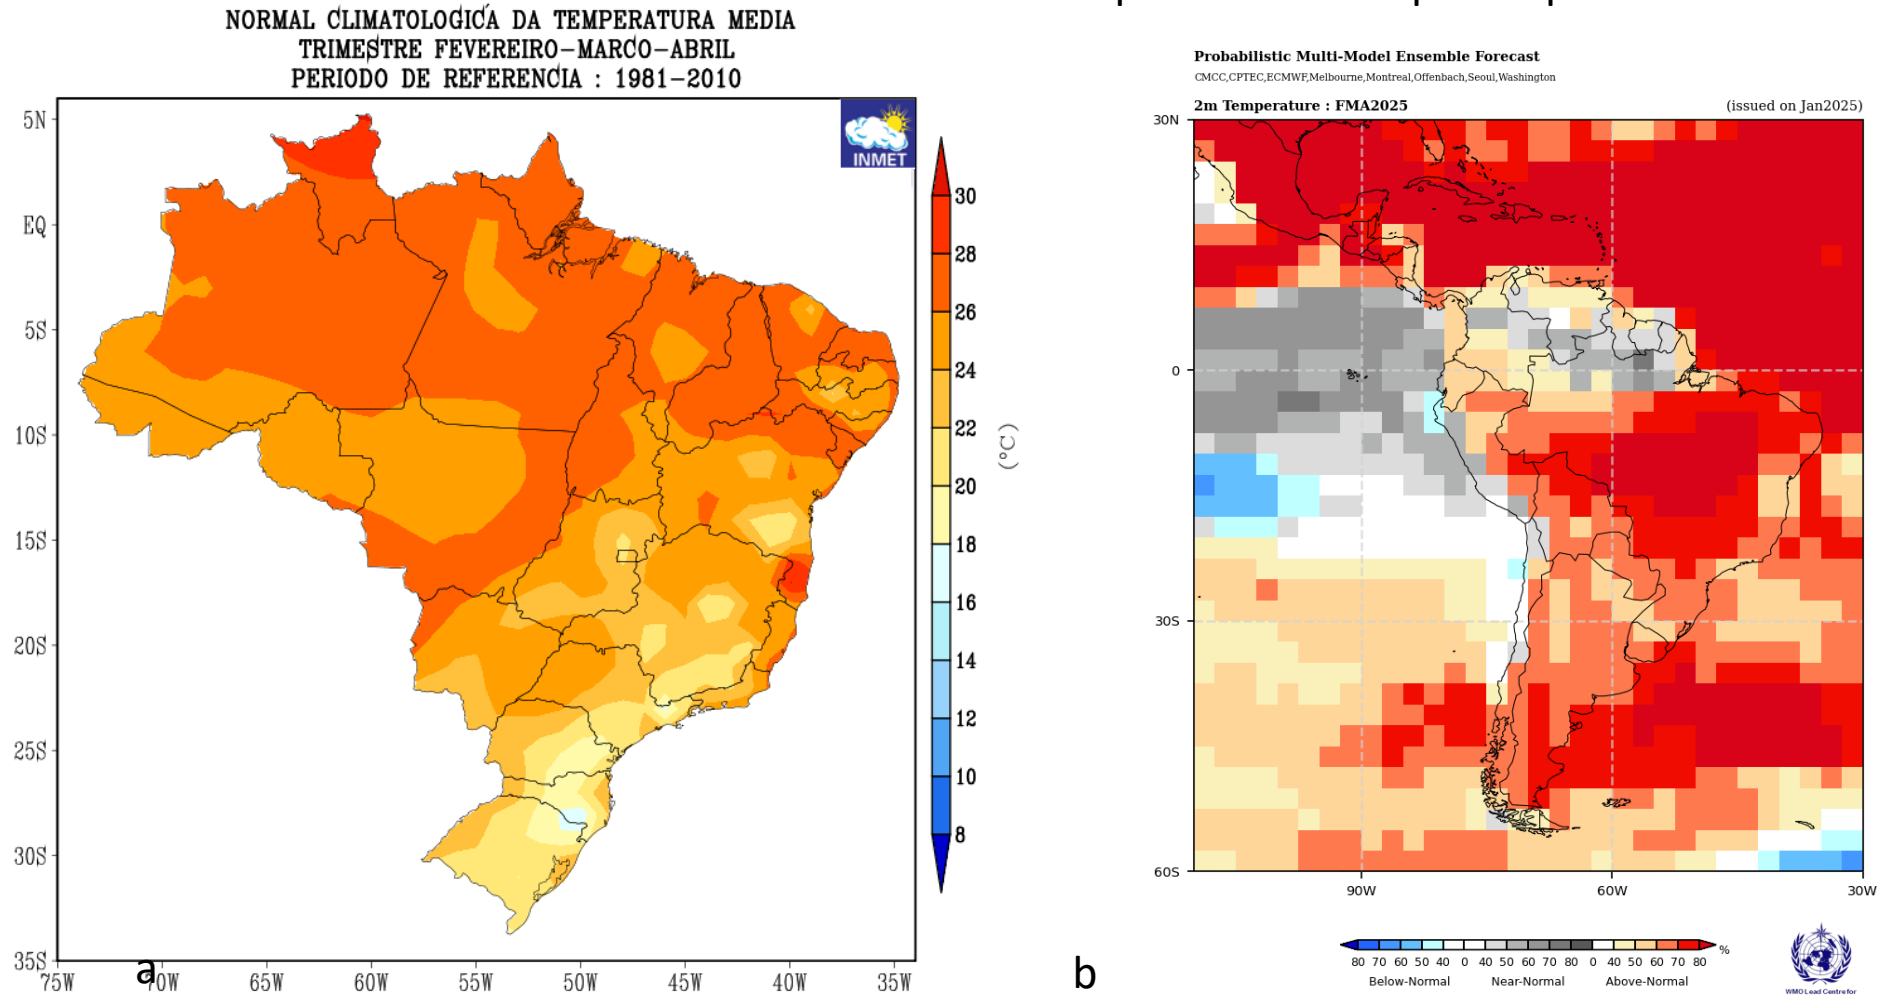 NORMAL CLIMATOLOGICA DA TEMPERATURA MEDIA
TRIMESTRE FEVEREIRO-MARCO-ABRIL
PERIODO DE REFERENCIA : 1981-2010
INMET
5N
EQ
5S
10S
15S
20S
25S
30S
35S
75W 70W 65W 60W 55W 50W 45W 40W 35W
30
28
26
24
22
20
18
16
14
12
10
8
(°C)
a
Probabilistic Multi-Model Ensemble Forecast
CMCC,CPTEC,ECMWF,Melbourne,Montreal,Offenbach,Seoul,Washington
2m Temperature : FMA2025 (issued on Jan2025)
30N
0
30S
60S
90W 60W 30W
80 70 60 50 40 0 40 50 60 70 80 0 40 50 60 70 80 %
Below-Normal Near-Normal Above-Normal
b
WMO Lead Centre for